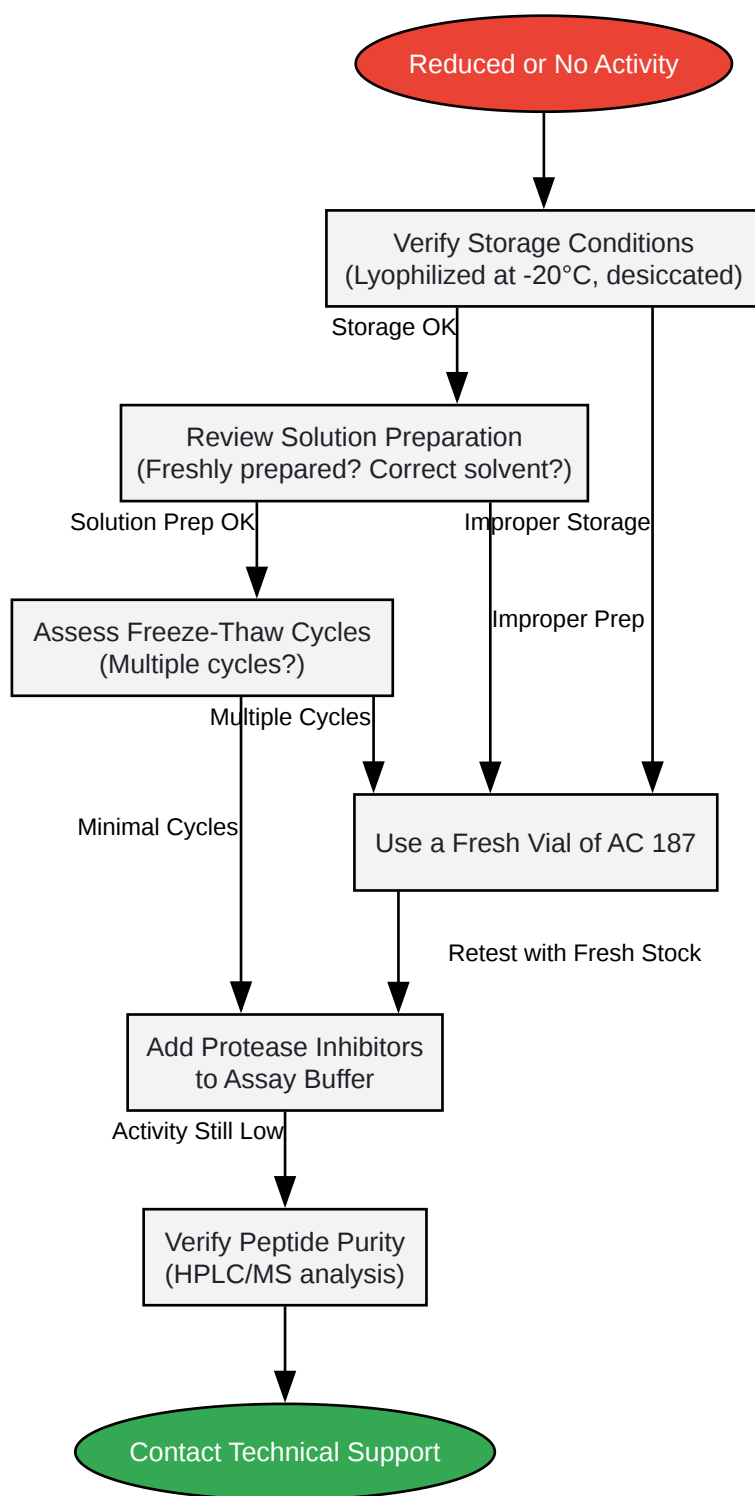 Reduced or No Activity
Verify Storage Conditions
(Lyophilized at -20°C, desiccated)
Storage OK
Review Solution Preparation
(Freshly prepared? Correct solvent?)
Solution Prep OK
Improper Storage
Assess Freeze-Thaw Cycles
(Multiple cycles?)
Improper Prep
Multiple Cycles
Minimal Cycles
Use a Fresh Vial of AC 187
Retest with Fresh Stock
Add Protease Inhibitors
to Assay Buffer
Activity Still Low
Verify Peptide Purity
(HPLC/MS analysis)
Contact Technical Support